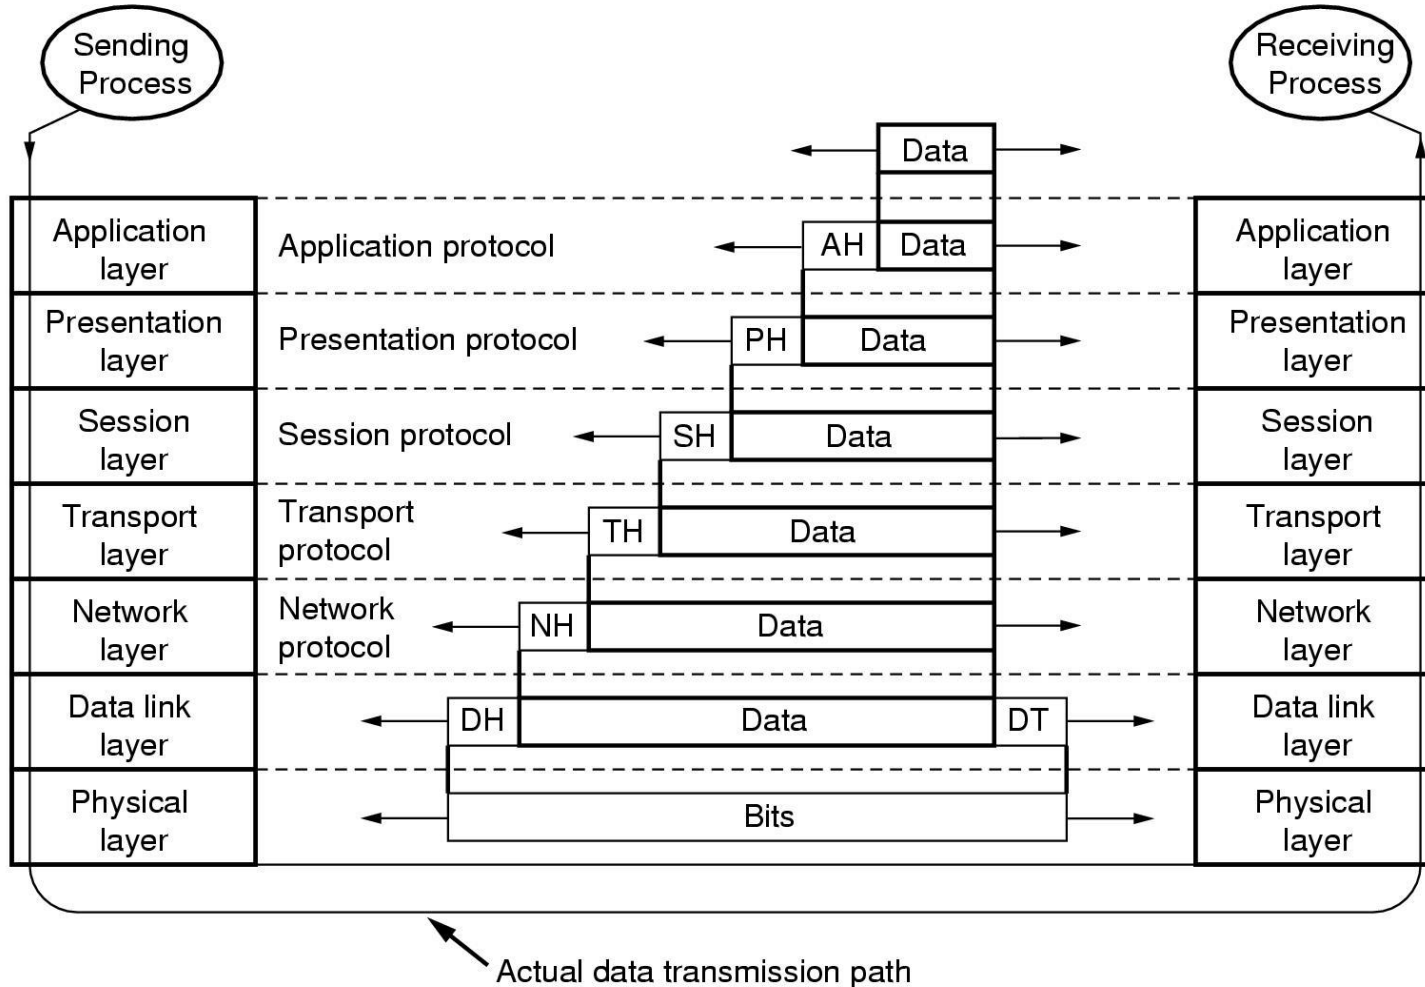 Sending
Process
Receiving
Process
Data
Application
layer
Application protocol
AH
Data
Application
layer
Presentation
layer
Presentation protocol
PH
Data
Presentation
layer
Session
layer
Session protocol
SH
Data
Session
layer
Transport
layer
Transport
protocol
TH
Data
Transport
layer
Network
layer
Network
protocol
NH
Data
Network
layer
Data link
layer
DH
Data
DT
Data link
layer
Physical
layer
Bits
Physical
layer
Actual data transmission path